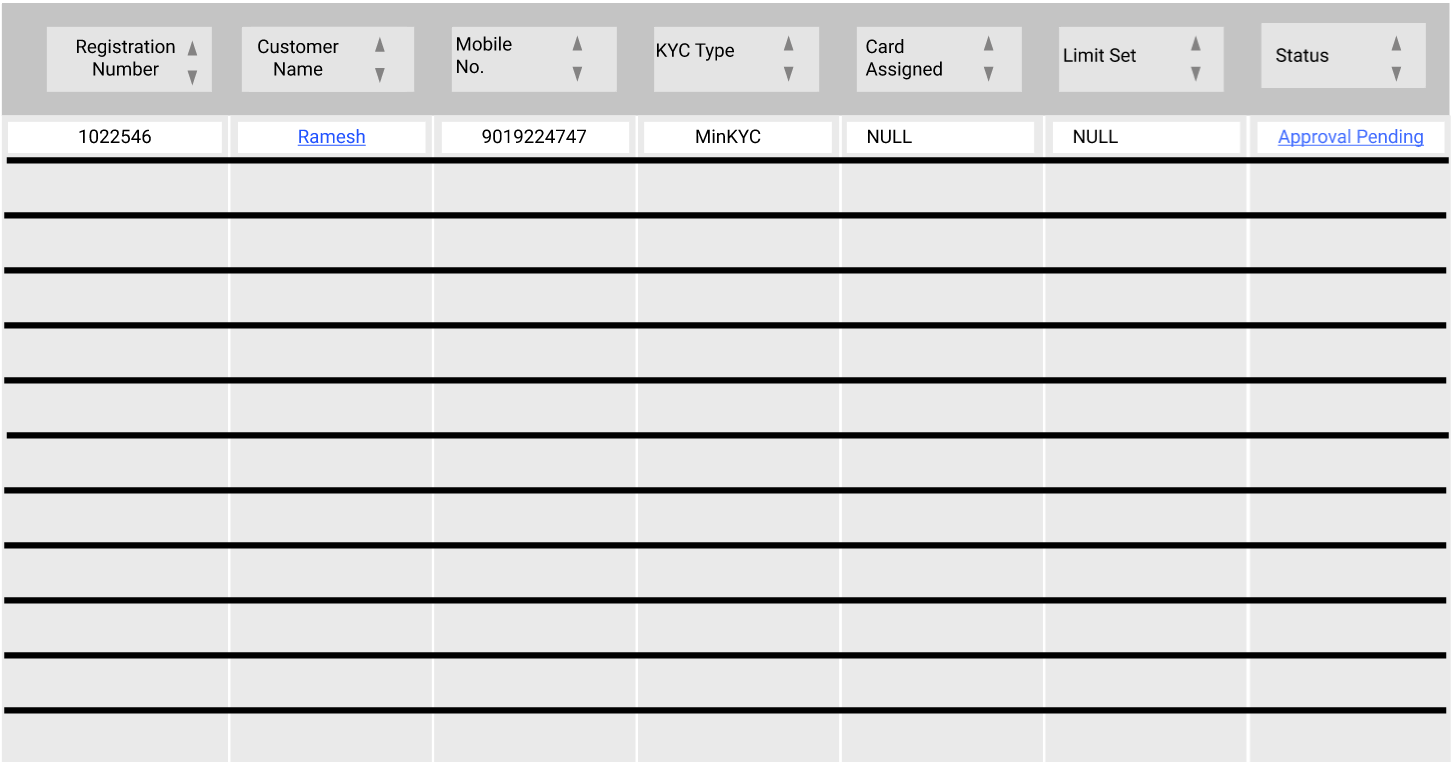 Registration
Number
Customer
Name
Mobile
No.
KYC Type
Card
Assigned
Limit Set
Status
1022546
Ramesh
9019224747
MinKYC
NULL
NULL
Approval Pending